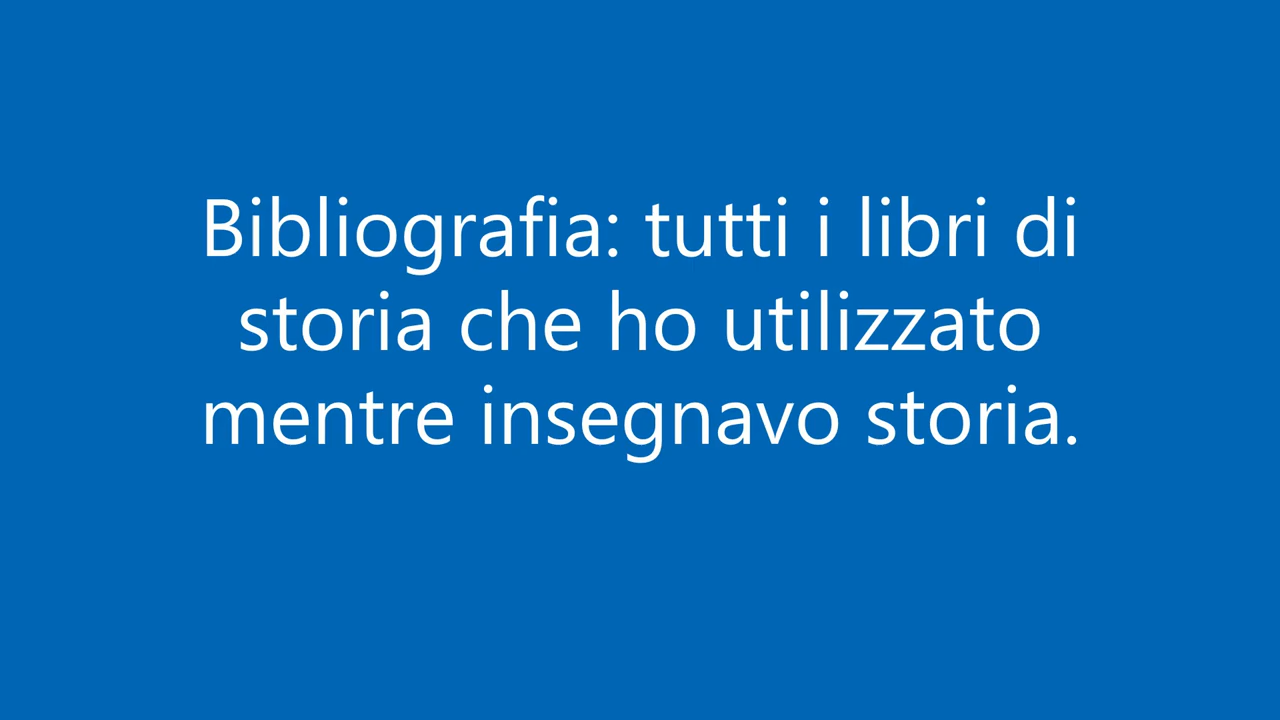 Bibliografia: tutti i libri di
storia che ho utilizzato
mentre insegnavo storia.